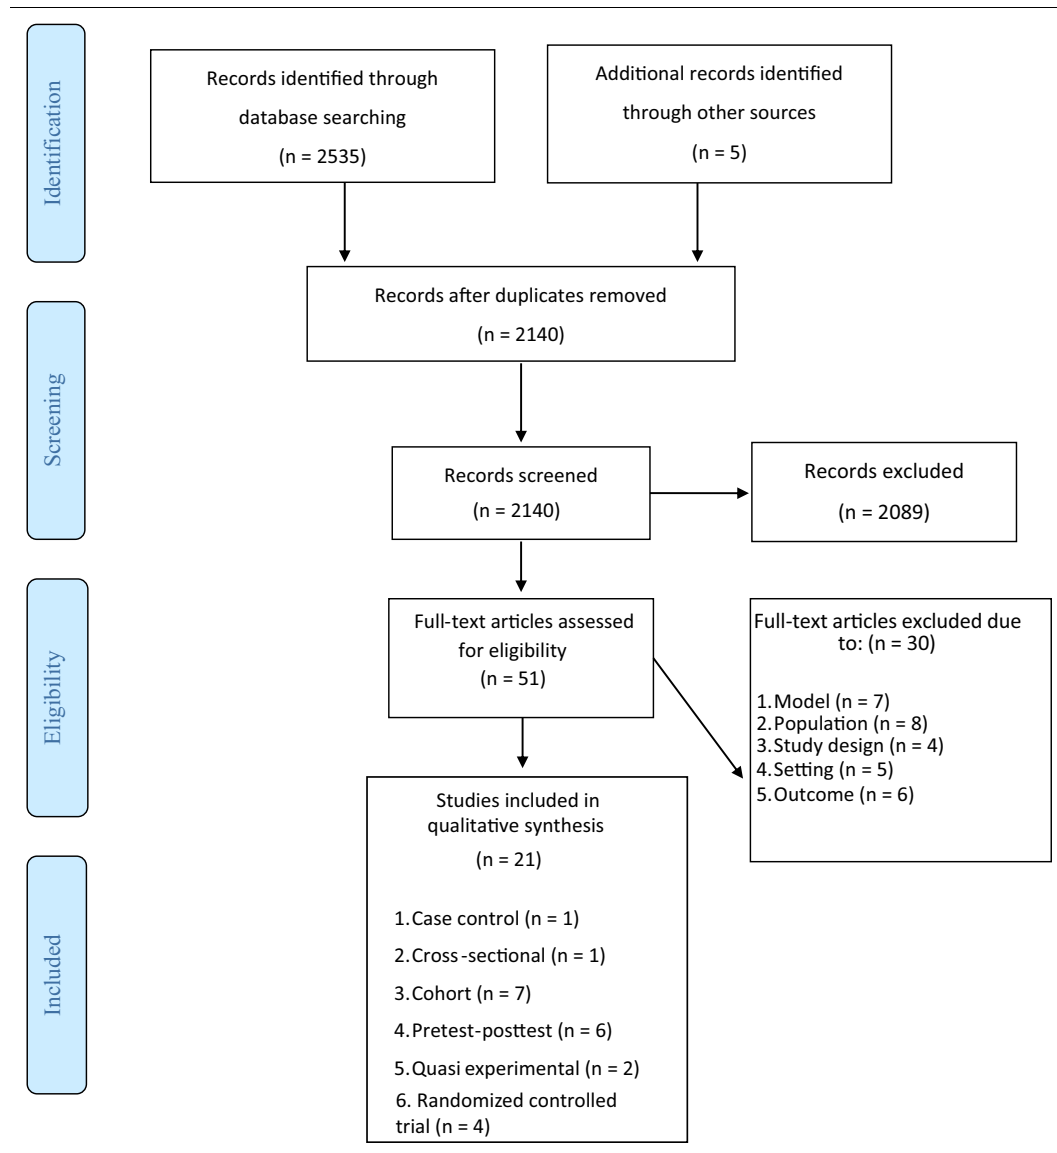 Identification
Records identified through
database searching
(n = 2535)
Additional records identified
through other sources
(n = 5)
Records after duplicates removed
(n = 2140)
Screening
Records screened
(n = 2140)
Records excluded
(n = 2089)
Eligibility
Full-text articles assessed
for eligibility
(n = 51)
Full-text articles excluded due
to: (n = 30)
1.Model (n = 7)
2.Population (n = 8)
3.Study design (n = 4)
4.Setting (n = 5)
5.Outcome (n = 6)
Included
Studies included in
qualitative synthesis
(n = 21)
1.Case control (n = 1)
2.Cross-sectional (n = 1)
3.Cohort (n = 7)
4.Pretest-posttest (n = 6)
5.Quasi experimental (n = 2)
6. Randomized controlled
trial (n = 4)